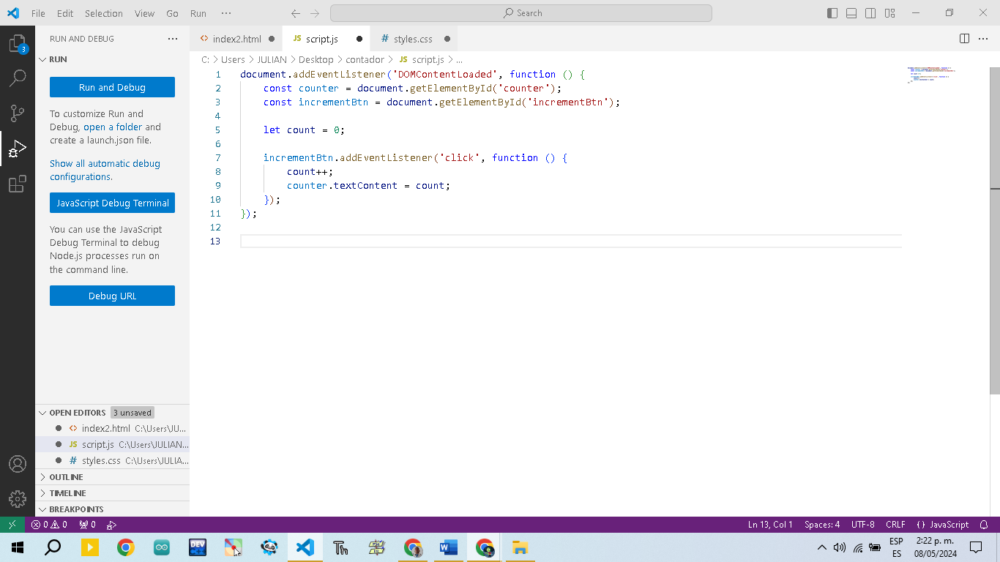 File Edit Selection View Go Run ··· Search
RUN AND DEBUG ···
index2.html
JS script.js
# styles.css
C: > Users > JULIAN > Desktop > contador > JS script.js > ...
RUN
Run and Debug
To customize Run and
Debug, open a folder and
create a launch.json file.
Show all automatic debug
configurations.
JavaScript Debug Terminal
You can use the JavaScript
Debug Terminal to debug
Node.js processes run on
the command line.
Debug URL
1 document.addEventListener('DOMContentLoaded', function () {
2     const counter = document.getElementById('counter');
3     const incrementBtn = document.getElementById('incrementBtn');
4
5     let count = 0;
6
7     incrementBtn.addEventListener('click', function () {
8         count++;
9         counter.textContent = count;
10     });
11 });
12
13
OPEN EDITORS 3 unsaved
index2.html C:\Users\JU...
JS script.js C:\Users\JULIAN...
# styles.css C:\Users\JULIA...
OUTLINE
TIMELINE
BREAKPOINTS
3
0 0 0
Ln 13, Col 1 Spaces: 4 UTF-8 CRLF {} JavaScript
DEV
Th
W
ESP
ES
2:22 p. m.
08/05/2024